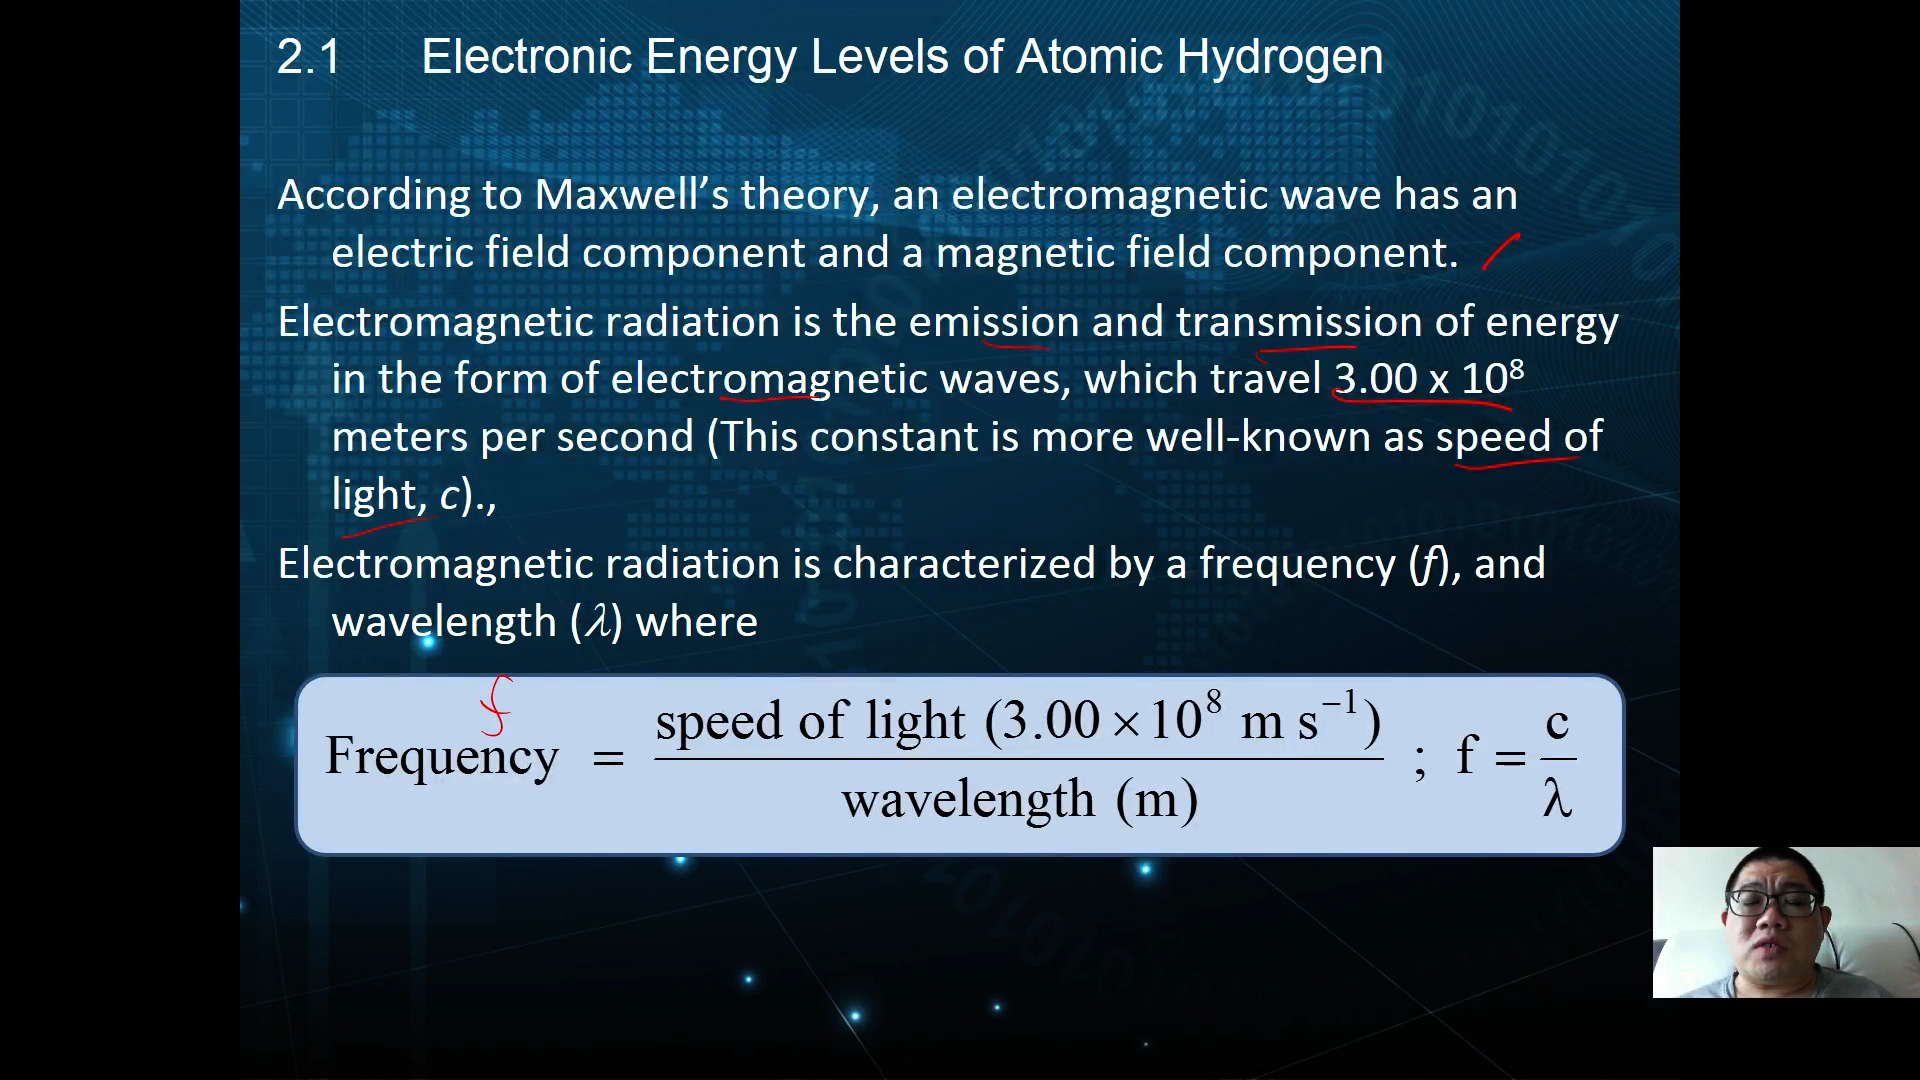 2.1 Electronic Energy Levels of Atomic Hydrogen
According to Maxwell’s theory, an electromagnetic wave has an
electric field component and a magnetic field component.
Electromagnetic radiation is the emission and transmission of energy
in the form of electromagnetic waves, which travel 3.00 x 10⁸
meters per second (This constant is more well-known as speed of
light, c).,
Electromagnetic radiation is characterized by a frequency (f), and
wavelength (λ) where
f
Frequency = speed of light (3.00 × 10⁸ m s⁻¹) / wavelength (m) ; f = c / λ